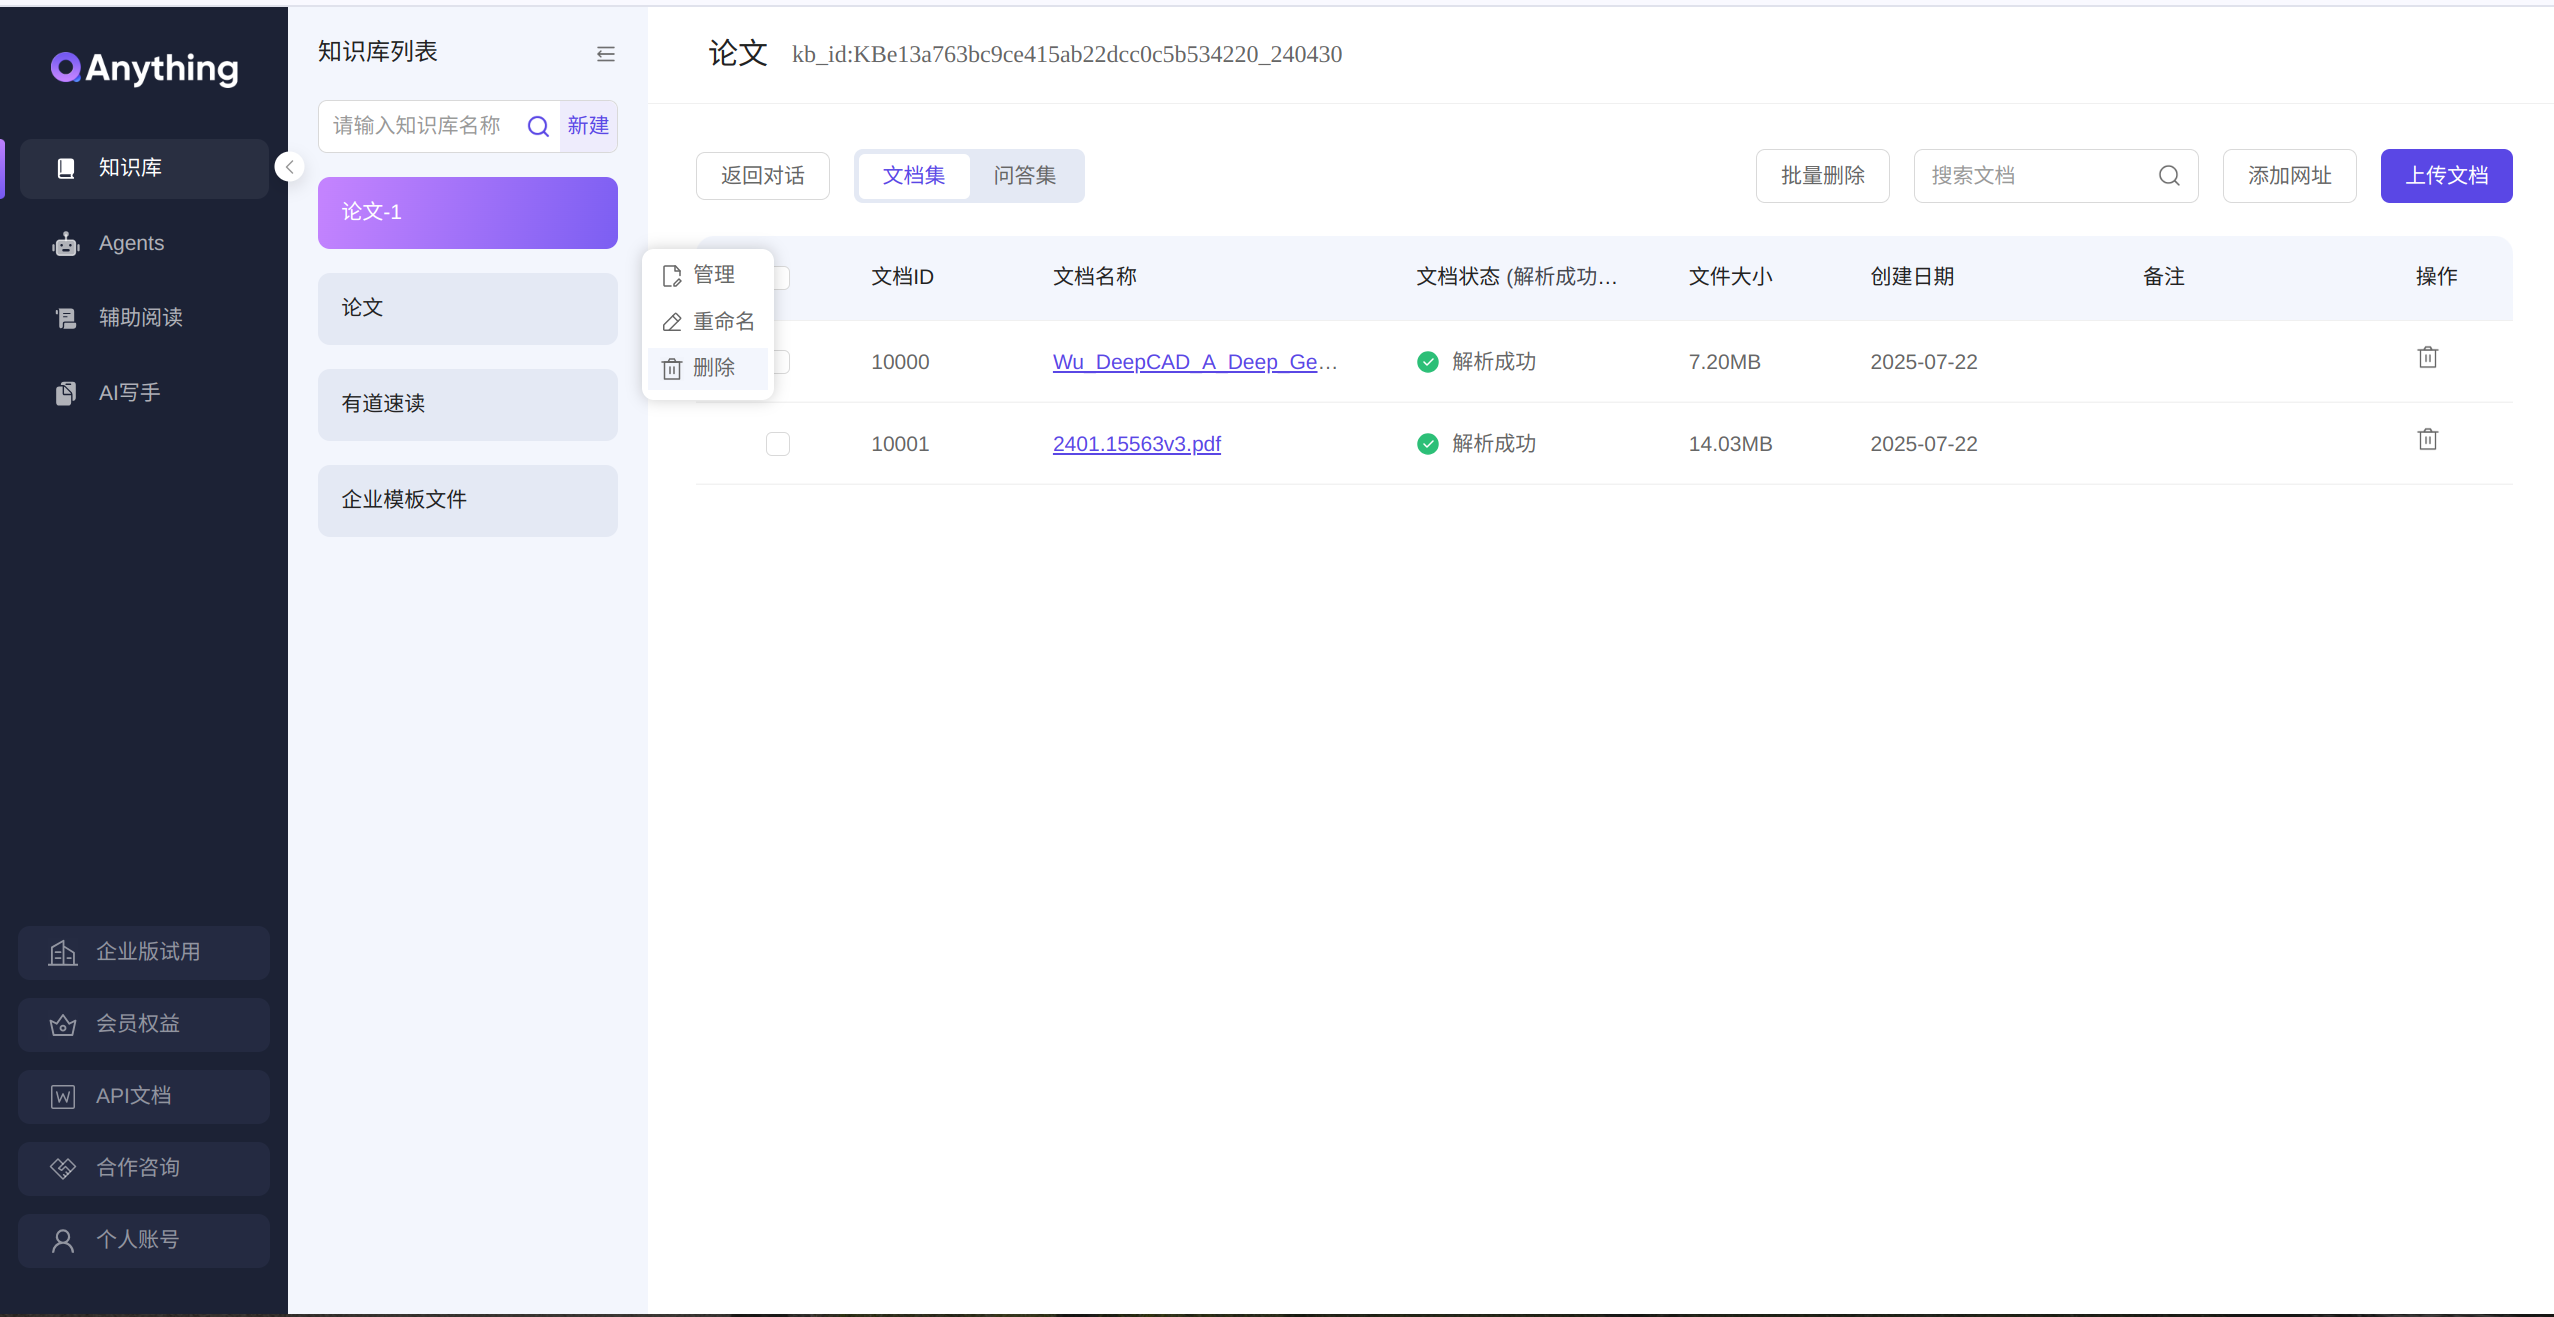 Anything
知识库
Agents
辅助阅读
AI写手
企业版试用
会员权益
API文档
合作咨询
个人账号
知识库列表
请输入知识库名称 新建
论文-1
论文
有道速读
企业模板文件
管理
重命名
删除
论文 kb_id:KBe13a763bc9ce415ab22dcc0c5b534220_240430
返回对话 文档集 问答集 批量删除 搜索文档 添加网址 上传文档
文档ID 文档名称 文档状态 (解析成功... 文件大小 创建日期 备注 操作
10000 Wu_DeepCAD_A_Deep_Ge... 解析成功 7.20MB 2025-07-22
10001 2401.15563v3.pdf 解析成功 14.03MB 2025-07-22